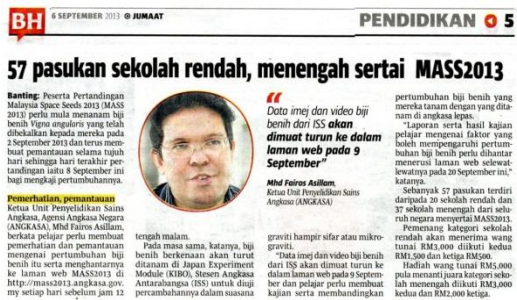 BH
6 SEPTEMBER 2013 @ JUMAAT
PENDIDIKAN
5
57 pasukan sekolah rendah, menengah sertai MASS2013
Banting: Peserta Pertandingan
Malaysia Space Seeds 2013 (MASS
2013) perlu mula menanam biji
benih Vigna angularis yang telah
dibekalkan kepada mereka pada
2 September 2013 dan terus mem-
buat pemantauan selama tujuh
hari sehingga hari terakhir per-
tandingan iaitu 8 September ini
bagi mengkaji pertumbuhannya.
Pemerhatian, pemantauan
Ketua Unit Penyelidikan Sains
Angkasa, Agensi Angkasa Negara
(ANGKASA), Mhd Fairos Asillam,
berkata pelajar perlu membuat
pemerhatian dan pemantauan
mengenai pertumbuhan biji
benih itu serta menghantarnya
ke laman web MASS2013 di
http://mass2013.angkasa.gov.
my setiap hari sebelum jam 12
tengah malam.
Pada masa sama, katanya, biji
benih berkenaan akan turut
ditanam di Japan Experiment
Module (KIBO), Stesen Angkasa
Antarabangsa (ISS) untuk diuji
percambahannya dalam suasana
"Data imej dan video biji
benih dari ISS akan
dimuat turun ke dalam
laman web pada 9
September"
Mhd Fairos Asillam,
Ketua Unit Penyelidikan Sains
Angkasa (ANGKASA)
graviti hampir sifar atau mikro-
graviti.
"Data imej dan video biji benih
dari ISS akan dimuat turun ke
dalam laman web pada 9 Septem-
ber dan pelajar perlu membuat
kajian serta membandingkan
pertumbuhan biji benih yang
mereka tanam dengan yang dita-
nam di angkasa lepas.
"Laporan serta hasil kajian
pelajar mengenai faktor yang
boleh mempengaruhi pertum-
buhan biji benih perlu dihantar
menerusi laman web selewat-
lewatnya pada 20 September ini,"
katanya.
Sebanyak 57 pasukan terdiri
daripada 20 sekolah rendah dan
37 sekolah menengah dari selu-
ruh negara menyertai MASS2013.
Pemenang kategori sekolah
rendah akan menerima wang
tunai RM3,000 diikuti kedua
RM1,500 dan ketiga RM500.
Hadiah wang tunai RM5,000
pula menanti juara kategori seko-
lah menengah diikuti RM3,000
kedua dan RM2,000 ketiga.